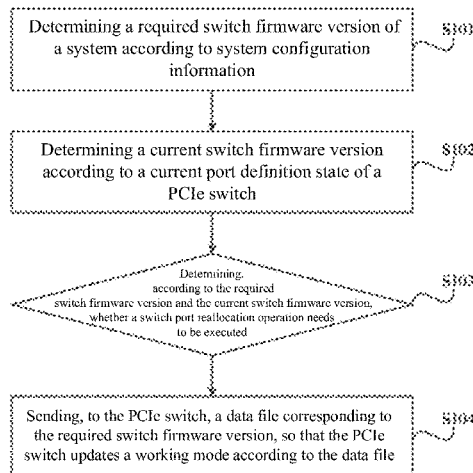 Determining a required switch firmware version of
a system according to system configuration
information
S101
Determining a current switch firmware version
according to a current port definition state of a
PCIe switch
S102
Determining,
according to the required
switch firmware version and the current switch firmware version,
whether a switch port reallocation operation needs
to be executed
S103
Sending, to the PCIe switch, a data file corresponding to
the required switch firmware version, so that the PCIe
switch updates a working mode according to the data file
S104